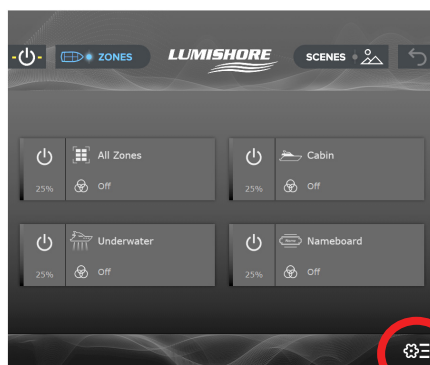 ZONES
LUMISHORE
SCENES
All Zones
25%
Off
Cabin
25%
Off
Underwater
25%
Off
Nameboard
25%
Off